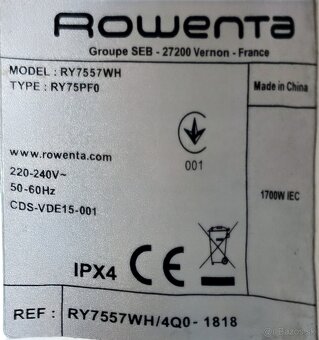 Rowenta
Groupe SEB - 27200 Vernon - France
MODEL: RY7557WH
TYPE : RY75PF0
Made in China
001
www.rowenta.com
220-240V~
50-60Hz
1700W IEC
CDS-VDE15-001
IPX4 CE
REF : RY7557WH/4Q0- 1818